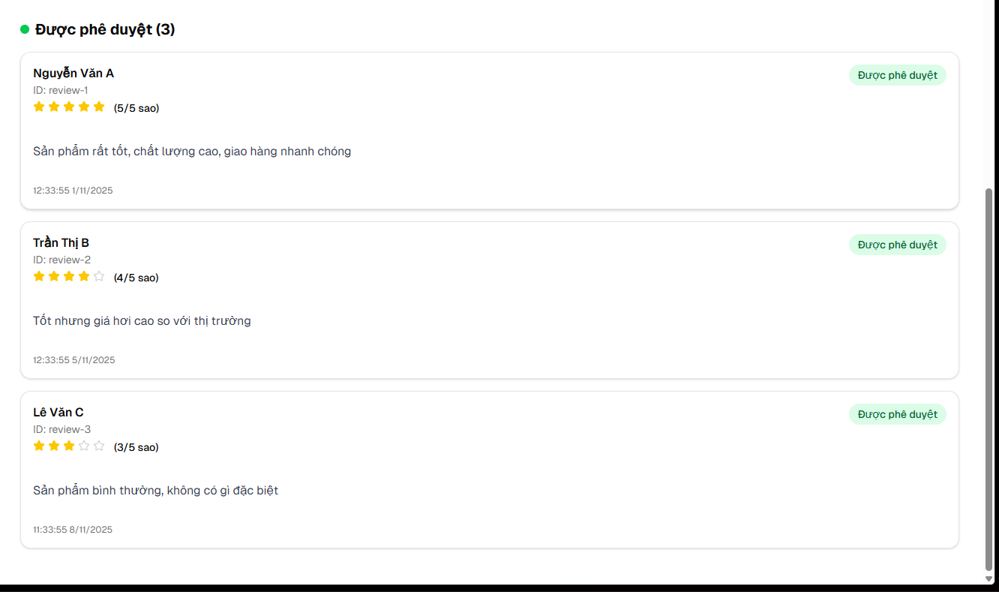 Được phê duyệt (3)
Nguyễn Văn A
Được phê duyệt
ID: review-1
(5/5 sao)
Sản phẩm rất tốt, chất lượng cao, giao hàng nhanh chóng
12:33:55 1/11/2025
Trần Thị B
Được phê duyệt
ID: review-2
(4/5 sao)
Tốt nhưng giá hơi cao so với thị trường
12:33:55 5/11/2025
Lê Văn C
Được phê duyệt
ID: review-3
(3/5 sao)
Sản phẩm bình thường, không có gì đặc biệt
11:33:55 8/11/2025